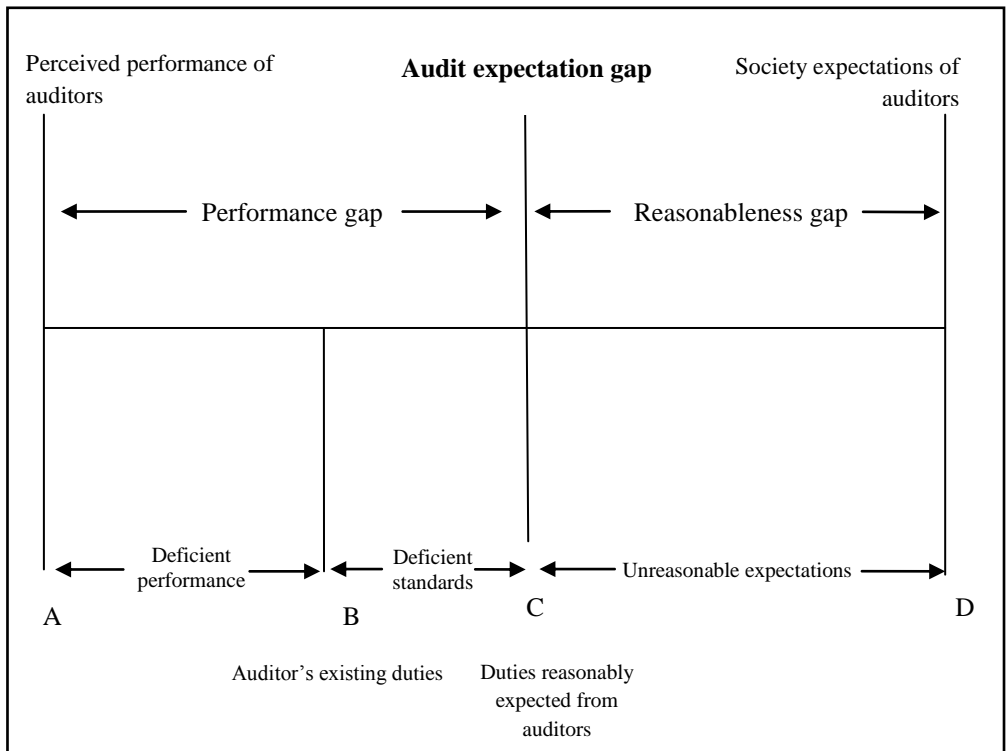 Perceived performance of
auditors
Audit expectation gap
Society expectations of
auditors
Performance gap
Reasonableness gap
Deficient
performance
Deficient
standards
Unreasonable expectations
A
B
C
D
Auditor’s existing duties
Duties reasonably
expected from
auditors